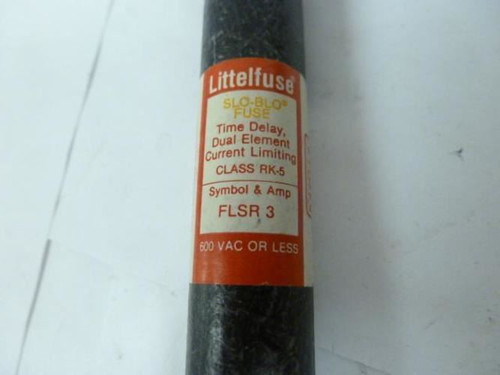 Littelfuse®
SLO-BLO®
FUSE
Time Delay,
Dual Element
Current Limiting
CLASS RK-5
Symbol & Amp
FLSR 3
600 VAC OR LESS